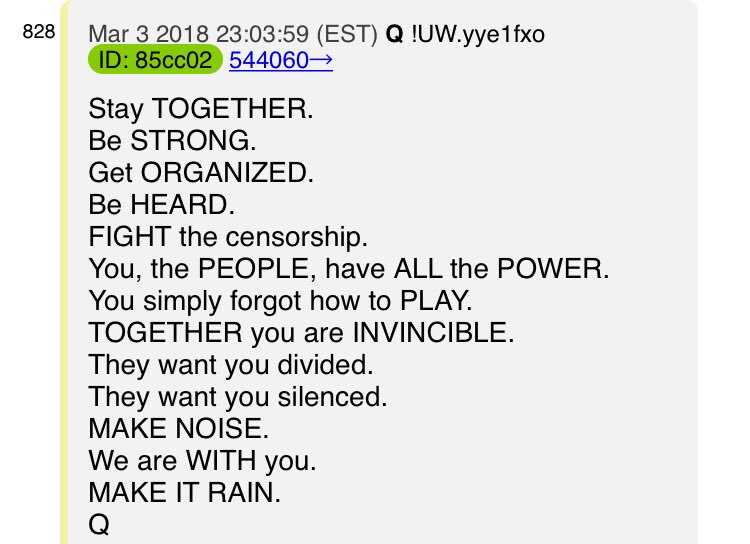 828
Mar 3 2018 23:03:59 (EST) Q !UW.yye1fxo
ID: 85cc02 544060→
Stay TOGETHER.
Be STRONG.
Get ORGANIZED.
Be HEARD.
FIGHT the censorship.
You, the PEOPLE, have ALL the POWER.
You simply forgot how to PLAY.
TOGETHER you are INVINCIBLE.
They want you divided.
They want you silenced.
MAKE NOISE.
We are WITH you.
MAKE IT RAIN.
Q